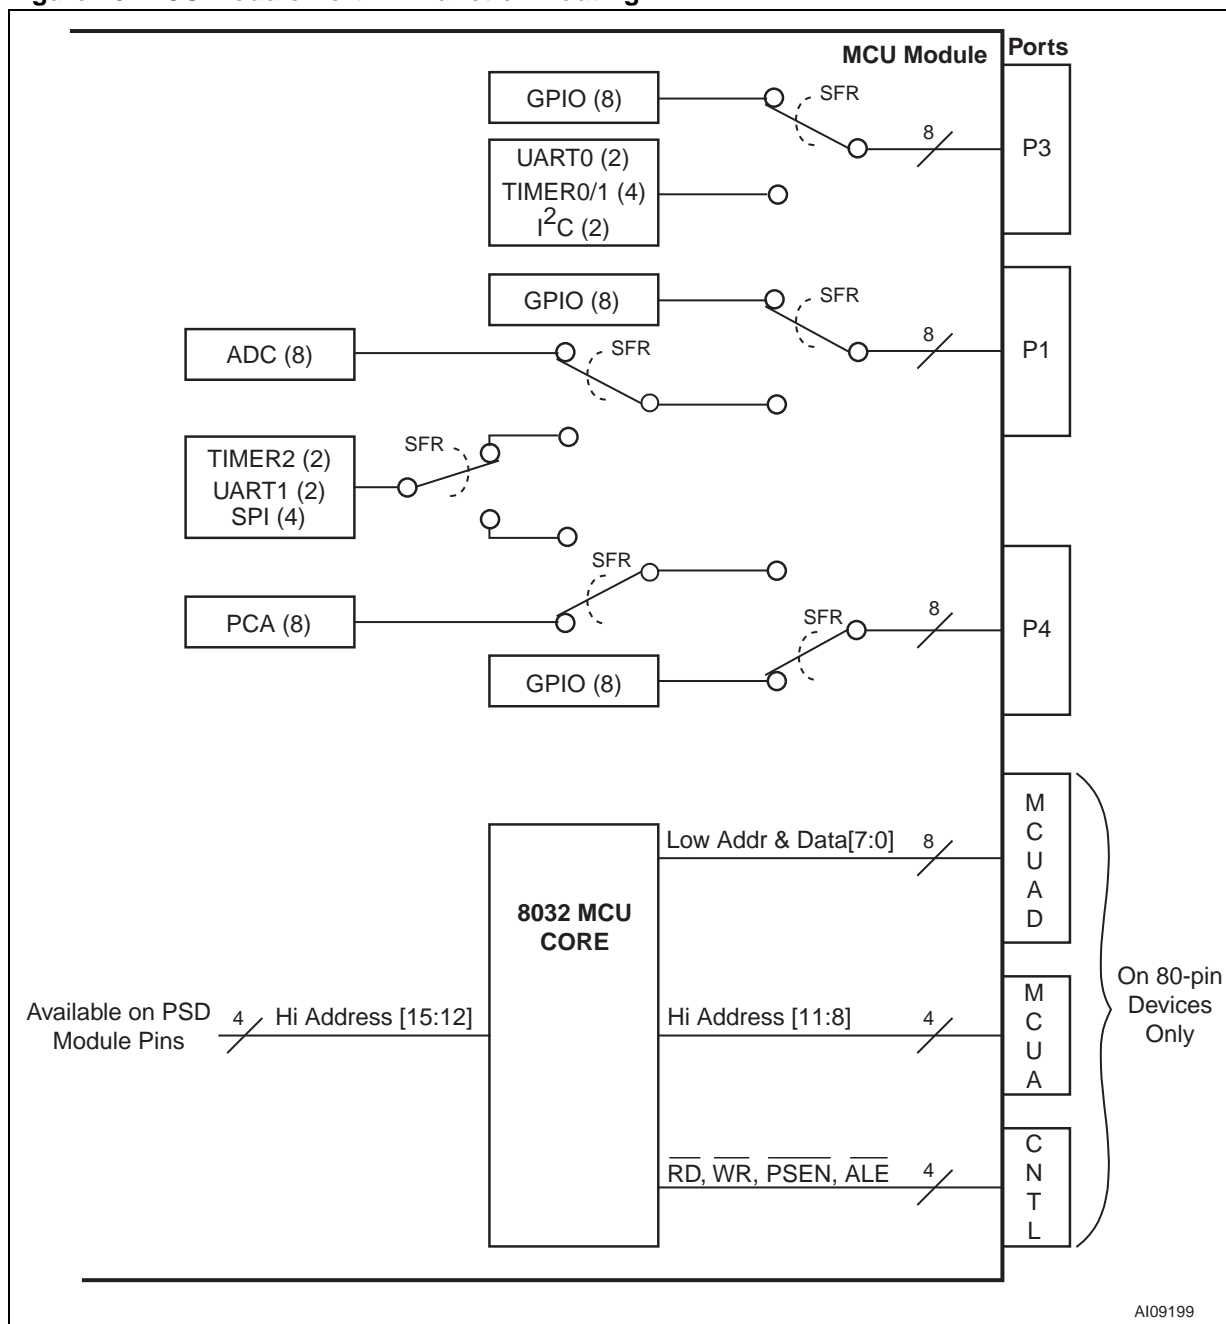 MCU Module
Ports
GPIO (8)
SFR
8
P3
UART0 (2)
TIMER0/1 (4)
I2C (2)
GPIO (8)
SFR
8
P1
ADC (8)
SFR
TIMER2 (2)
UART1 (2)
SPI (4)
SFR
PCA (8)
SFR
GPIO (8)
SFR
8
P4
8032 MCU
CORE
Low Addr & Data[7:0]
8
MCUAD
Available on PSD
Module Pins
4
Hi Address [15:12]
Hi Address [11:8]
4
MCUA
On 80-pin
Devices
Only
RD, WR, PSEN, ALE
4
CNTL
AI09199